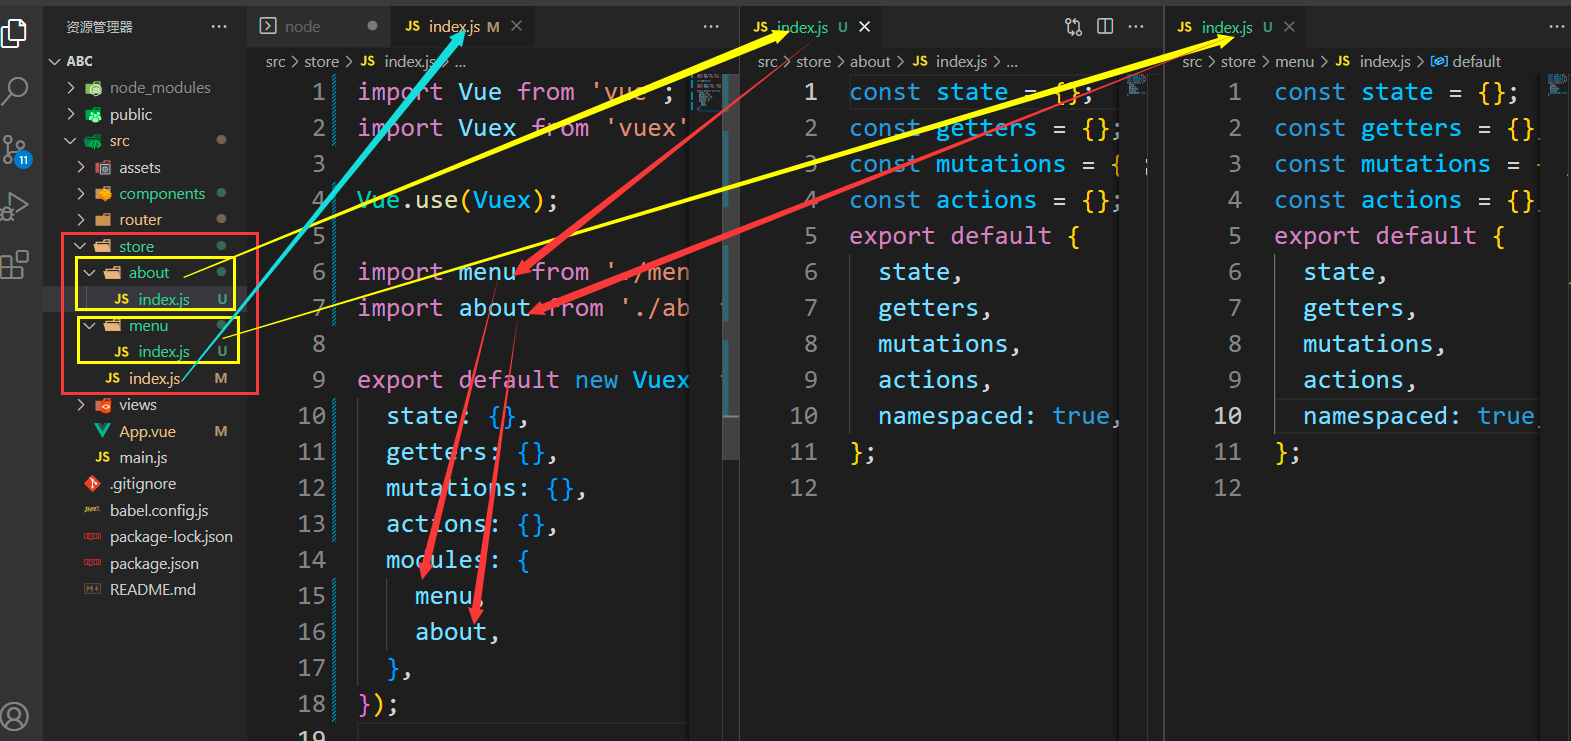 资源管理器 ...
ABC
node_modules
public
src
assets
components
router
store
about
index.js U
menu
index.js U
index.js M
views
App.vue M
main.js
.gitignore
babel.config.js
package-lock.json
package.json
README.md
11
node
JS index.js M
...
src > store > JS index.js > ...
1 import Vue from 'vue';
2 import Vuex from 'vuex'
3
4 Vue.use(Vuex);
5
6 import menu from './men
7 import about from './ab
8
9 export default new Vuex
10 state: {},
11 getters: {},
12 mutations: {},
13 actions: {},
14 modules: {
15 menu,
16 about,
17 },
18 });
19
JS index.js U
...
src > store > about > JS index.js > ...
1 const state = {};
2 const getters = {};
3 const mutations = {
4 const actions = {};
5 export default {
6 state,
7 getters,
8 mutations,
9 actions,
10 namespaced: true,
11 };
12
JS index.js U
...
src > store > menu > JS index.js > default
1 const state = {};
2 const getters = {}
3 const mutations =
4 const actions = {}
5 export default {
6 state,
7 getters,
8 mutations,
9 actions,
10 namespaced: true,
11 };
12